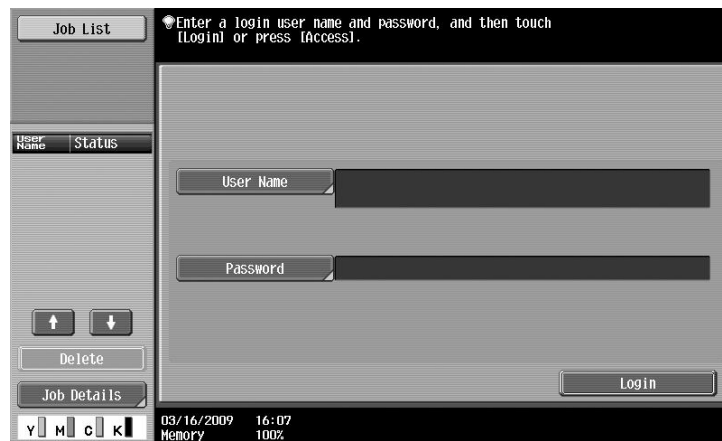 Job List
Enter a login user name and password, and then touch
[Login] or press [Access].
User
Name
Status
User Name
Password
Delete
Job Details
Login
Y M C K
03/16/2009 16:07
Memory 100%